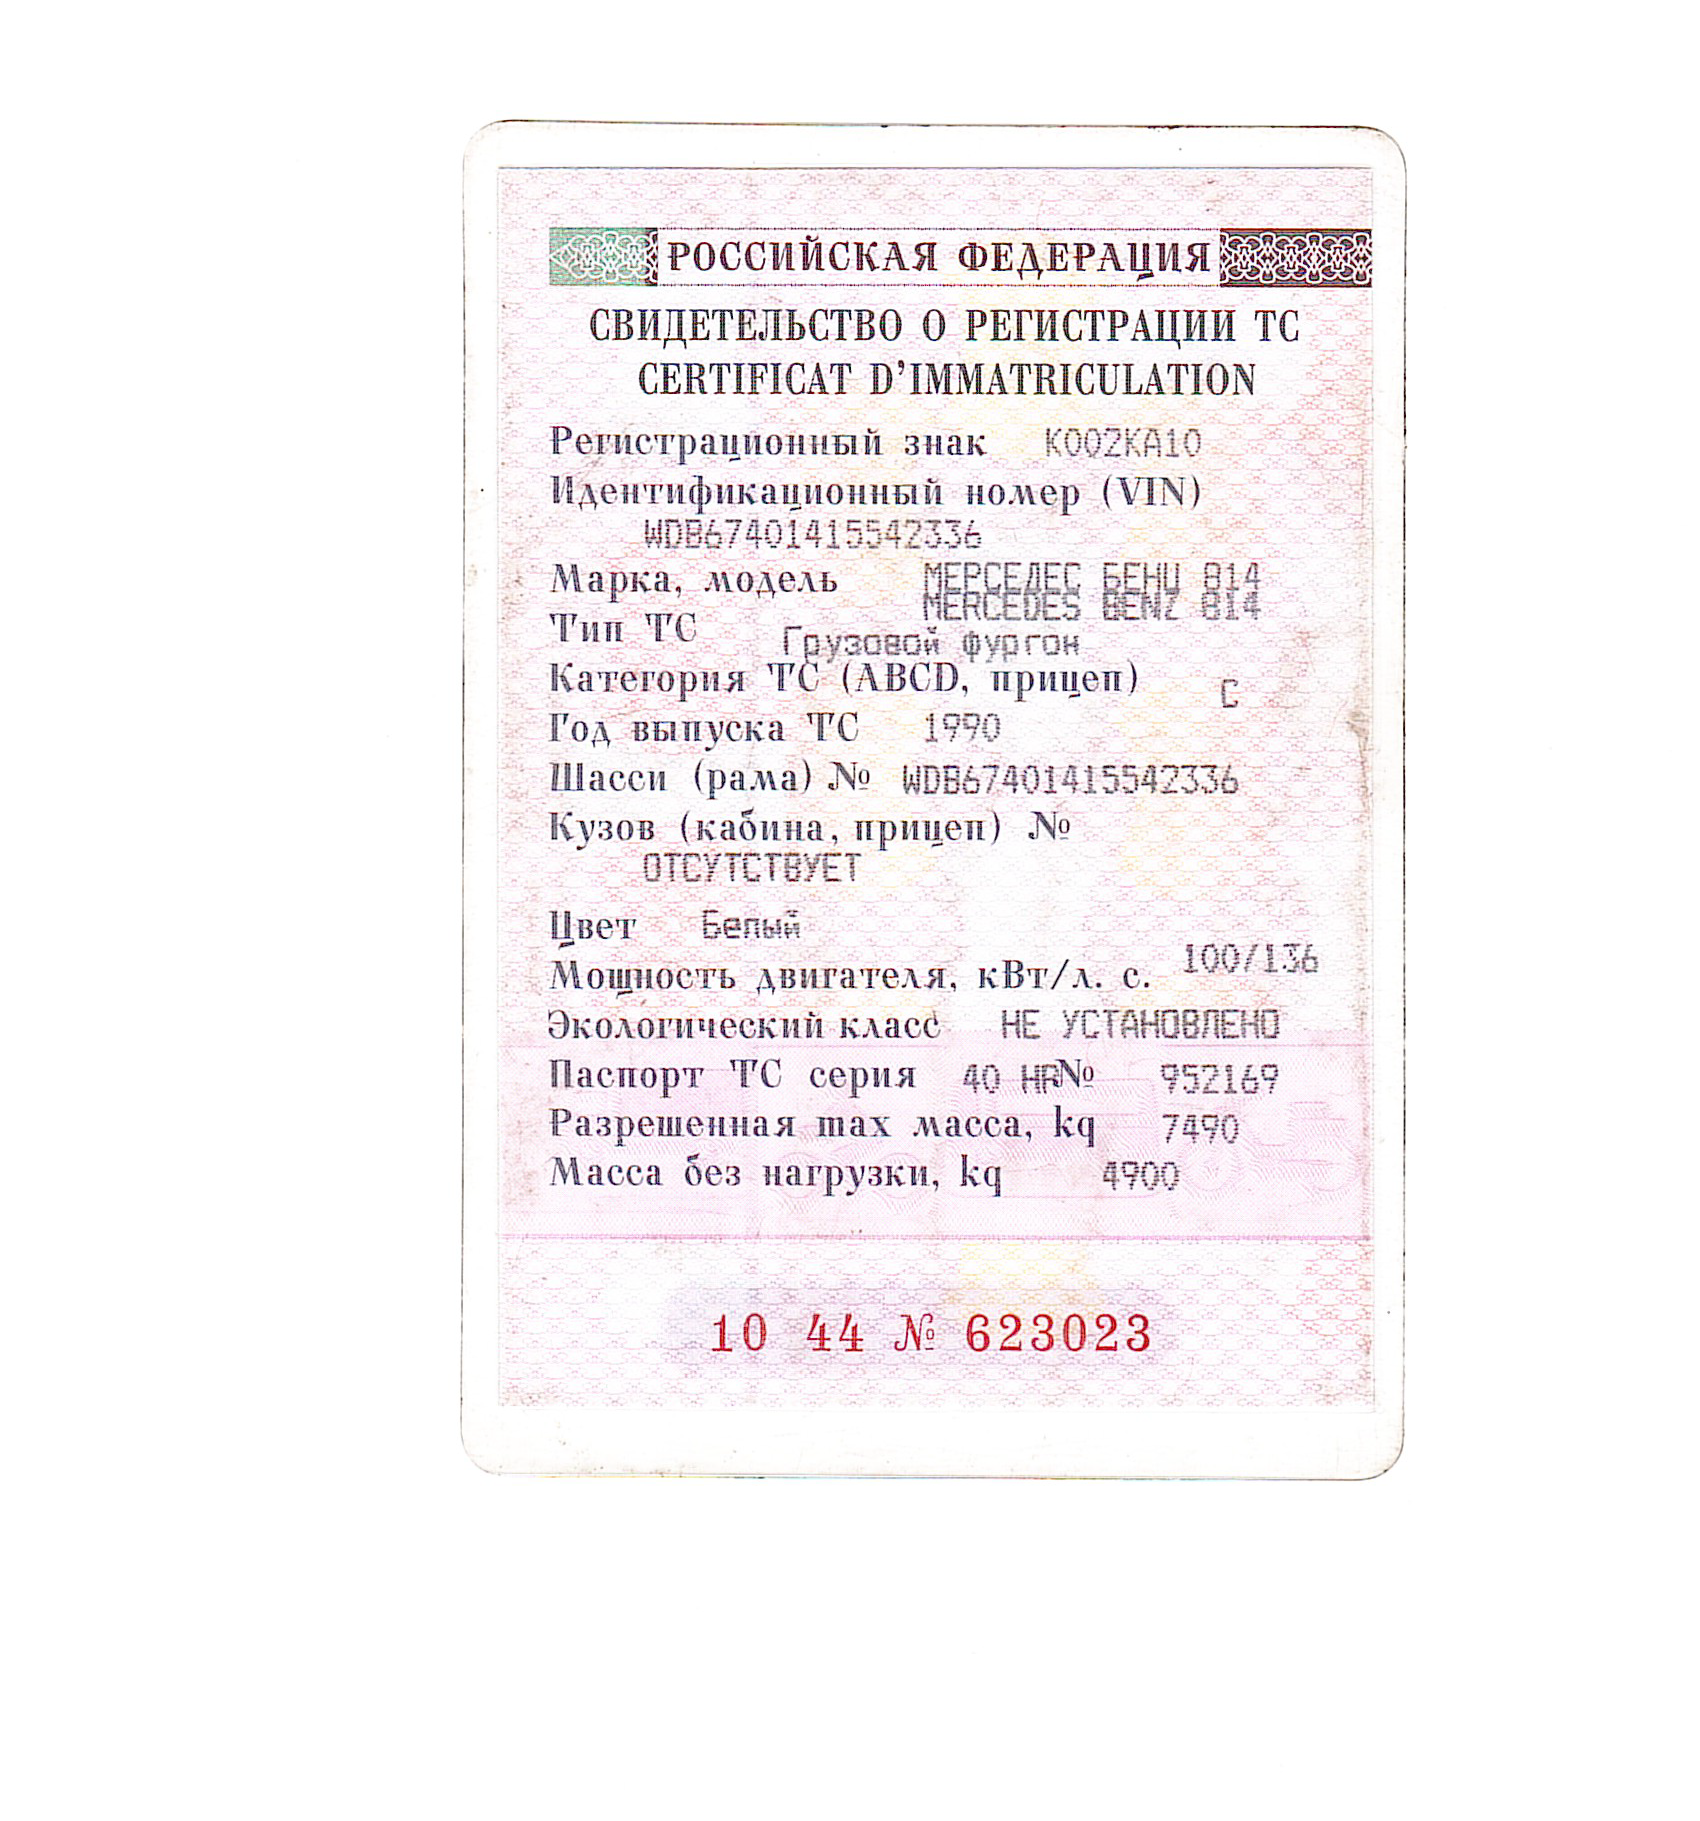 РОССИЙСКАЯ ФЕДЕРАЦИЯ
СВИДЕТЕЛЬСТВО О РЕГИСТРАЦИИ ТС
CERTIFICAT D'IMMATRICULATION
Регистрационный знак К002КА10
Идентификационный номер (VIN)
WDB67401415542336
Марка, модель МЕРСЕДЕС БЕНЦ 814
MERCEDES BENZ 814
Тип ТС Грузовой фургон
Категория ТС (ABCD, прицеп) C
Год выпуска ТС 1990
Шасси (рама) № WDB67401415542336
Кузов (кабина, прицеп) №
ОТСУТСТВУЕТ
Цвет Белый
Мощность двигателя, кВт/л. с. 100/136
Экологический класс НЕ УСТАНОВЛЕНО
Паспорт ТС серия 40 НР № 952169
Разрешенная max масса, kq 7490
Масса без нагрузки, kq 4900
10 44 № 623023